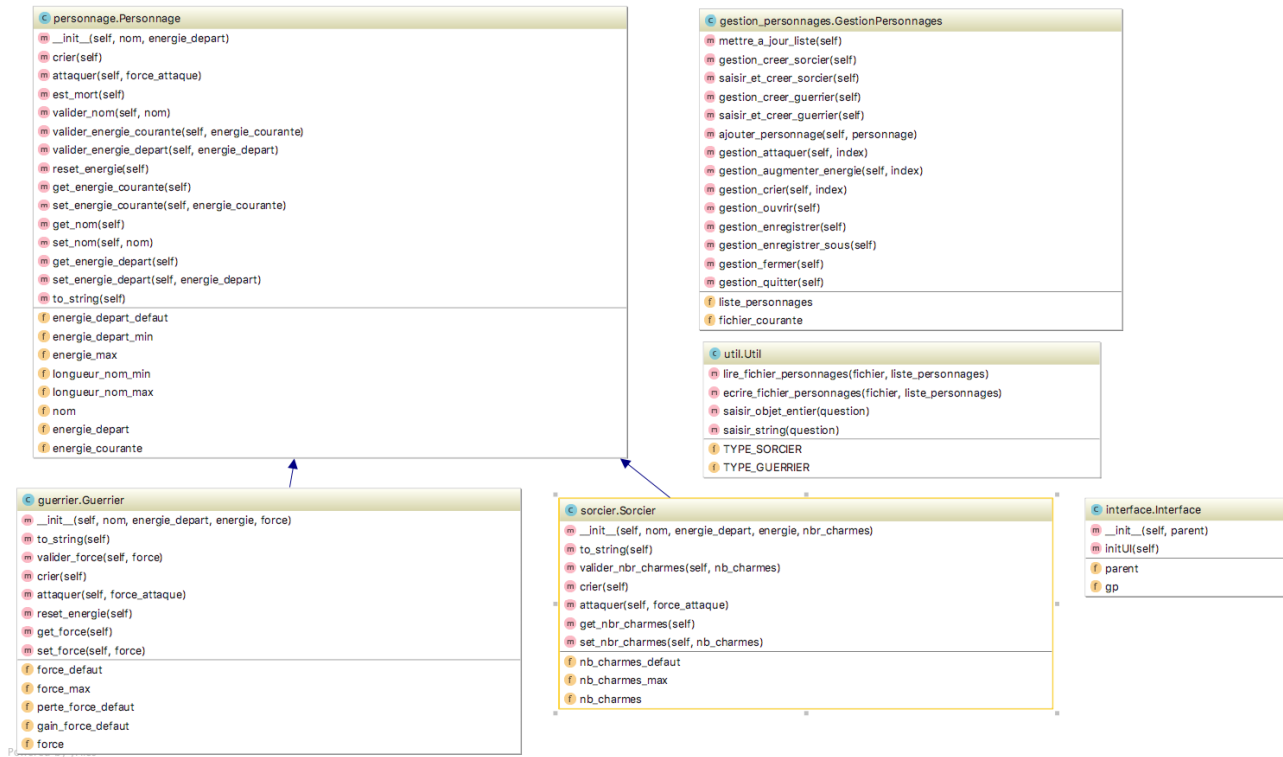 personnage.Personnage
__init__(self, nom, energie_depart)
crier(self)
attaquer(self, force_attaque)
est_mort(self)
valider_nom(self, nom)
valider_energie_courante(self, energie_courante)
valider_energie_depart(self, energie_depart)
reset_energie(self)
get_energie_courante(self)
set_energie_courante(self, energie_courante)
get_nom(self)
set_nom(self, nom)
get_energie_depart(self)
set_energie_depart(self, energie_depart)
to_string(self)
energie_depart_defaut
energie_depart_min
energie_max
longueur_nom_min
longueur_nom_max
nom
energie_depart
energie_courante
gestion_personnages.GestionPersonnages
mettre_a_jour_liste(self)
gestion_creer_sorcier(self)
saisir_et_creer_sorcier(self)
gestion_creer_guerrier(self)
saisir_et_creer_guerrier(self)
ajouter_personnage(self, personnage)
gestion_attaquer(self, index)
gestion_augmenter_energie(self, index)
gestion_crier(self, index)
gestion_ouvrir(self)
gestion_enregistrer(self)
gestion_enregistrer_sous(self)
gestion_fermer(self)
gestion_quitter(self)
liste_personnages
fichier_courante
util.Util
lire_fichier_personnages(fichier, liste_personnages)
ecrire_fichier_personnages(fichier, liste_personnages)
saisir_objet_entier(question)
saisir_string(question)
TYPE_SORCIER
TYPE_GUERRIER
guerrier.Guerrier
__init__(self, nom, energie_depart, energie, force)
to_string(self)
valider_force(self, force)
crier(self)
attaquer(self, force_attaque)
reset_energie(self)
get_force(self)
set_force(self, force)
force_defaut
force_max
perte_force_defaut
gain_force_defaut
force
sorcier.Sorcier
__init__(self, nom, energie_depart, energie, nbr_charmes)
to_string(self)
valider_nbr_charmes(self, nb_charmes)
crier(self)
attaquer(self, force_attaque)
get_nbr_charmes(self)
set_nbr_charmes(self, nb_charmes)
nb_charmes_defaut
nb_charmes_max
nb_charmes
interface.Interface
__init__(self, parent)
initUI(self)
parent
gp